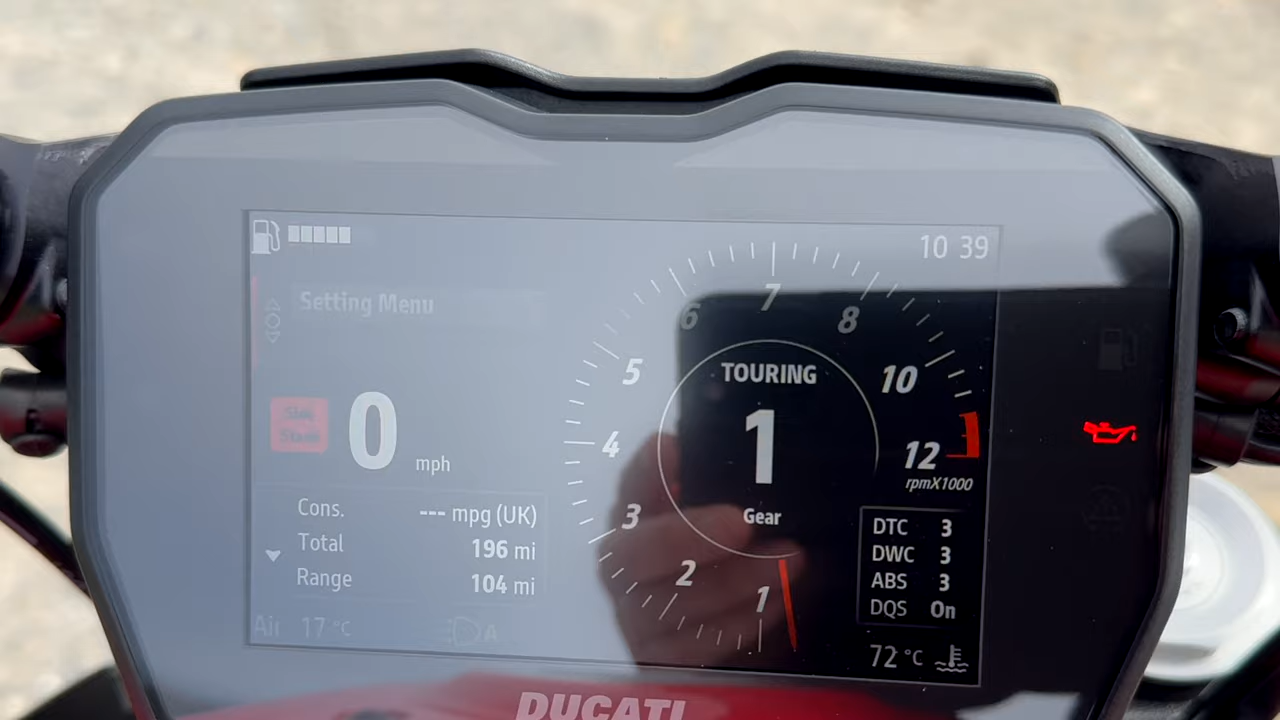 10 39
Setting Menu
7
6
8
5
10
TOURING
4
12
rpmX1000
1
Gear
0
mph
3
2
1
Cons. --- mpg (UK)
Total 196 mi
Range 104 mi
DTC 3
DWC 3
ABS 3
DQS On
Air 17 °C
A
72 °C
DUCATI